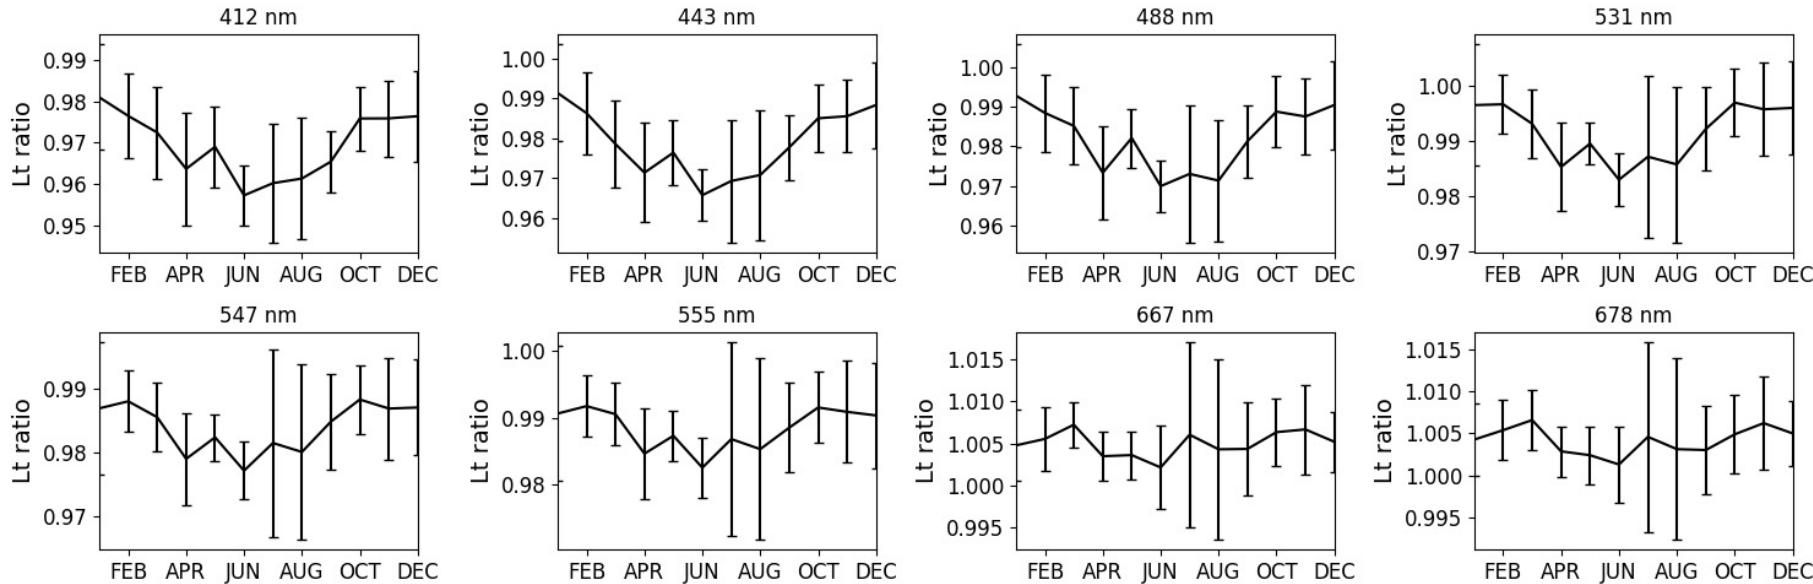 412 nm
443 nm
488 nm
531 nm
Lt ratio
0.99
0.98
0.97
0.96
0.95
FEB APR JUN AUG OCT DEC
Lt ratio
1.00
0.99
0.98
0.97
0.96
FEB APR JUN AUG OCT DEC
Lt ratio
1.00
0.99
0.98
0.97
0.96
FEB APR JUN AUG OCT DEC
Lt ratio
1.00
0.99
0.98
0.97
FEB APR JUN AUG OCT DEC
547 nm
555 nm
667 nm
678 nm
Lt ratio
0.99
0.98
0.97
FEB APR JUN AUG OCT DEC
Lt ratio
1.00
0.99
0.98
FEB APR JUN AUG OCT DEC
Lt ratio
1.015
1.010
1.005
1.000
0.995
FEB APR JUN AUG OCT DEC
Lt ratio
1.015
1.010
1.005
1.000
0.995
FEB APR JUN AUG OCT DEC